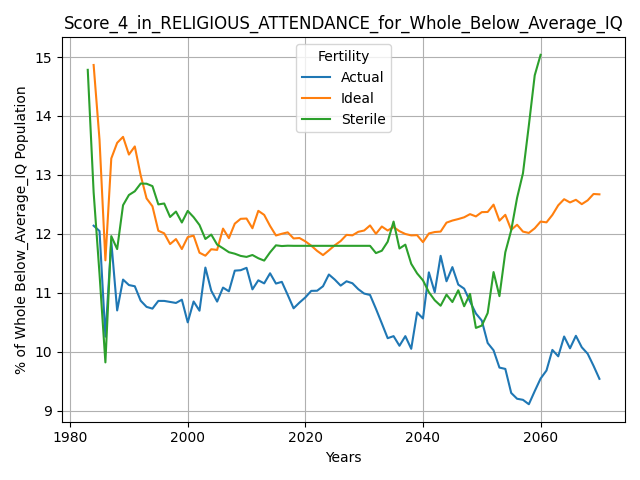 Score_4_in_RELIGIOUS_ATTENDANCE_for_Whole_Below_Average_IQ
Fertility
Actual
Ideal
Sterile
% of Whole Below_Average_IQ Population
15
14
13
12
11
10
9
1980
2000
2020
2040
2060
Years